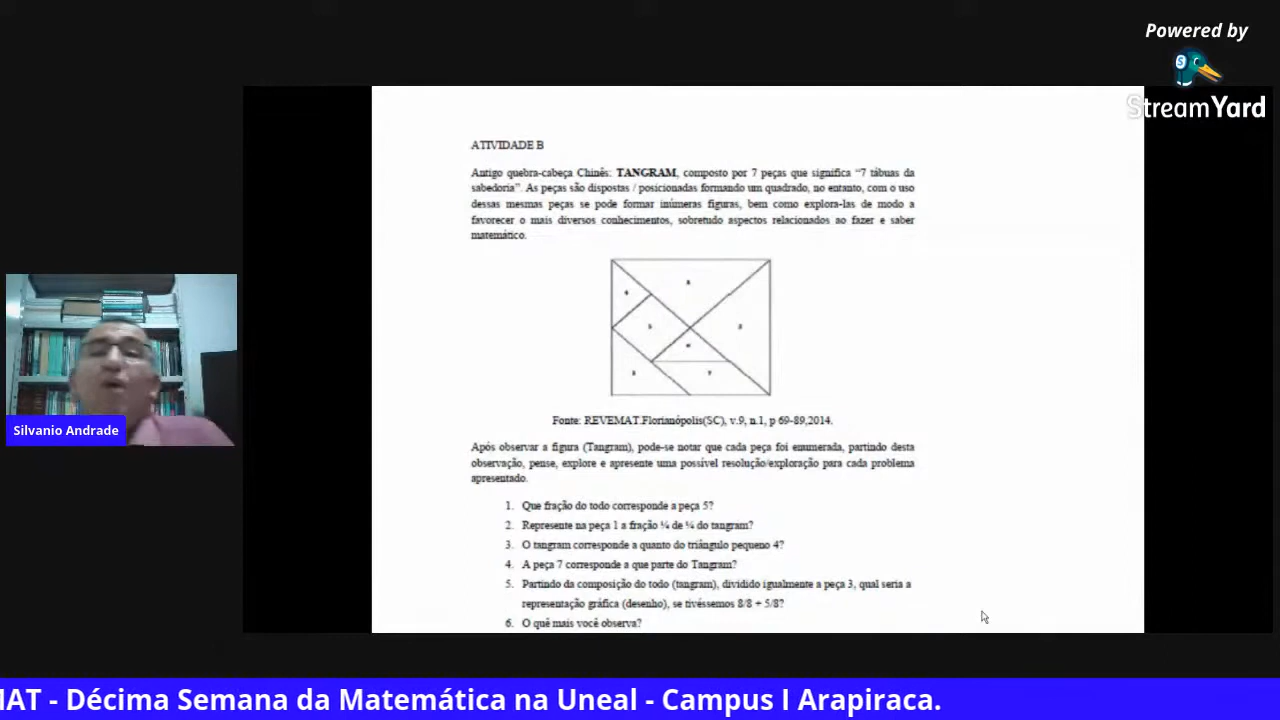 Powered by
StreamYard
ATIVIDADE B
Antigo quebra-cabeça Chinês: TANGRAM, composto por 7 peças que significa “7 tábuas da
sabedoria”. As peças são dispostas / posicionadas formando um quadrado, no entanto, com o uso
dessas mesmas peças se pode formar inúmeras figuras, bem como explora-las de modo a
favorecer o mais diversos conhecimentos, sobretudo aspectos relacionados ao fazer e saber
matemático.
4
5
2
7
Fonte: REVEMAT.Florianópolis(SC), v.9, n.1, p 69-89,2014.
Após observar a figura (Tangram), pode-se notar que cada peça foi enumerada, partindo desta
observação, pense, explore e apresente uma possível resolução/exploração para cada problema
apresentado.
1. Que fração do todo corresponde a peça 5?
2. Represente na peça 1 a fração ¼ de ¼ do tangram?
3. O tangram corresponde a quanto do triângulo pequeno 4?
4. A peça 7 corresponde a que parte do Tangram?
5. Partindo da composição do todo (tangram), dividido igualmente a peça 3, qual seria a
representação gráfica (desenho), se tivéssemos 8/8 + 5/8?
6. O quê mais você observa?
Silvanio Andrade
MAT - Décima Semana da Matemática na Uneal - Campus I Arapiraca.